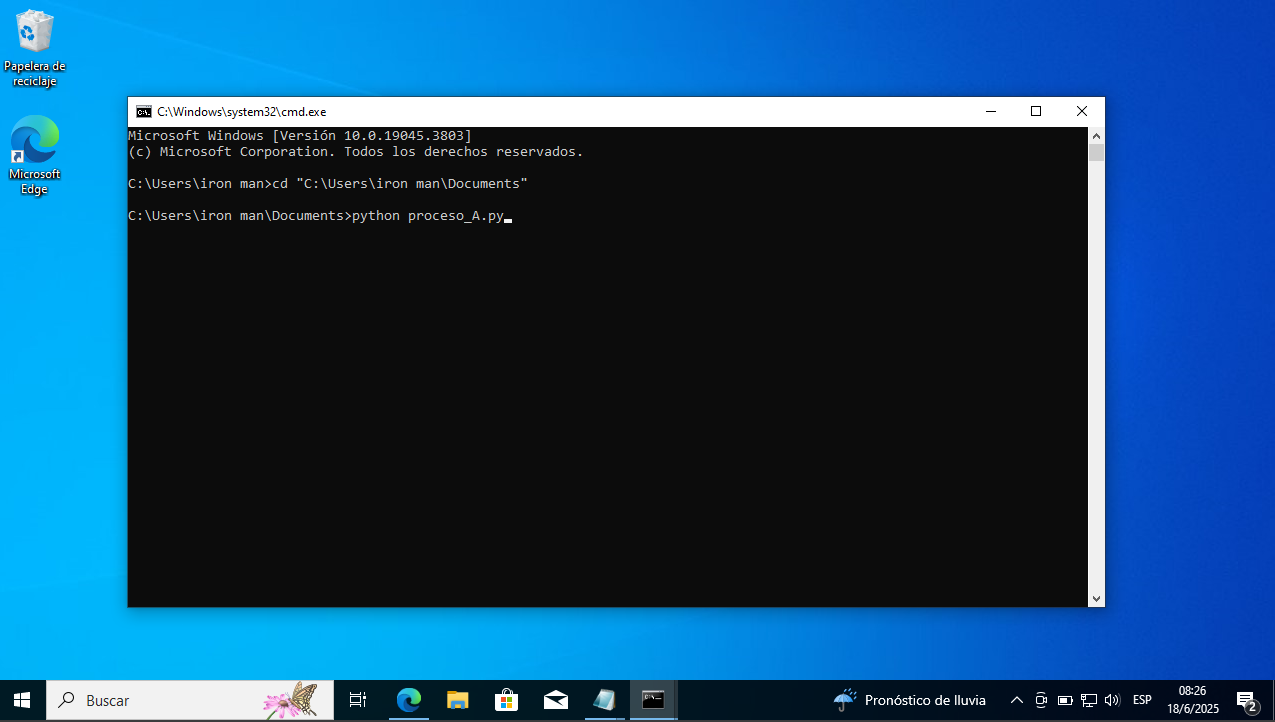 Papelera de
reciclaje
Microsoft
Edge
C:\Windows\system32\cmd.exe
Microsoft Windows [Versión 10.0.19045.3803]
(c) Microsoft Corporation. Todos los derechos reservados.
C:\Users\iron man>cd "C:\Users\iron man\Documents"
C:\Users\iron man\Documents>python proceso_A.py
Buscar
Pronóstico de lluvia
ESP
08:26
18/6/2025
2